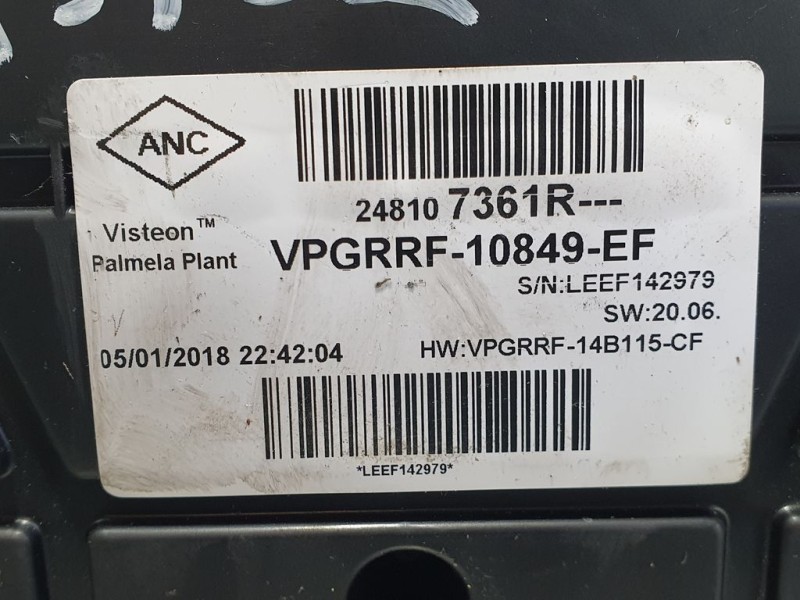 ANC
24810 7361R---
Visteon™
Palmela Plant
VPGRRF-10849-EF
S/N:LEEF142979
SW:20.06.
05/01/2018 22:42:04
HW:VPGRRF-14B115-CF
*LEEF142979*